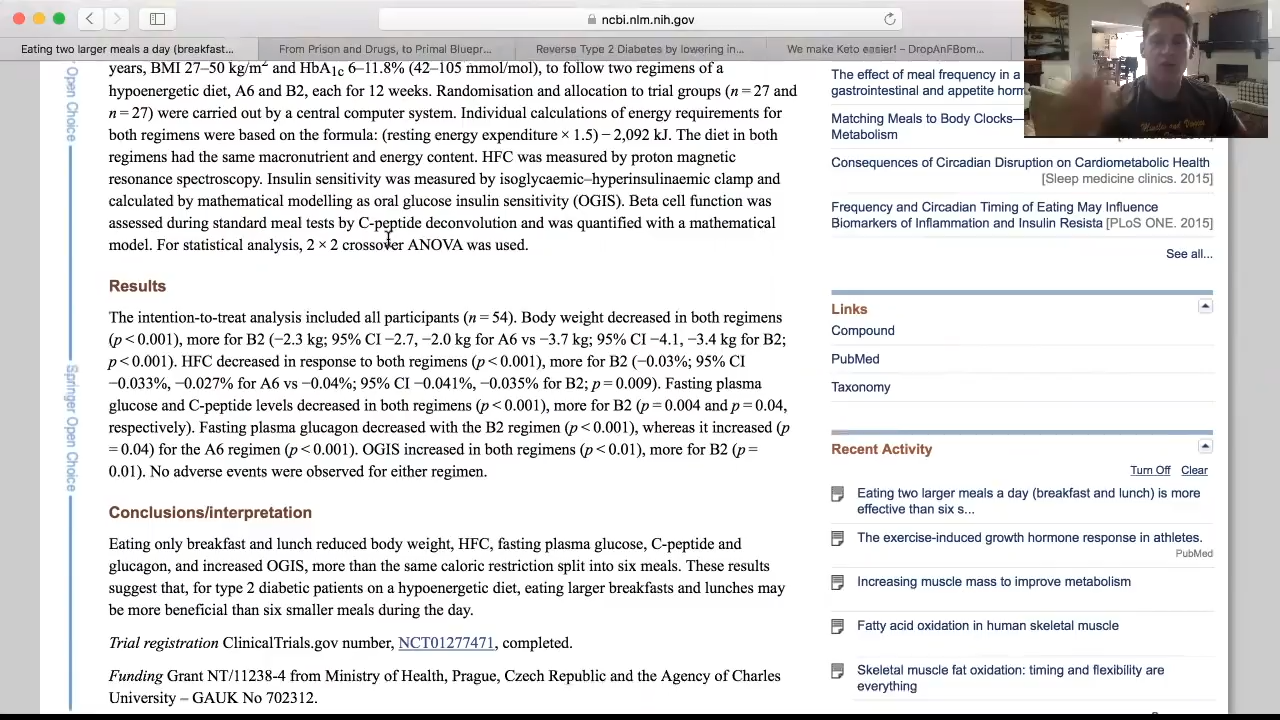 ncbi.nlm.nih.gov
Eating two larger meals a day (breakfast...
From Prison and Drugs, to Primal Bluepr...
Reverse Type 2 Diabetes by lowering in...
We make Keto easier! – DropAnFBom...
years, BMI 27–50 kg/m2 and HbA1c 6–11.8% (42–105 mmol/mol), to follow two regimens of a
hypoenergetic diet, A6 and B2, each for 12 weeks. Randomisation and allocation to trial groups (n = 27 and
n = 27) were carried out by a central computer system. Individual calculations of energy requirements for
both regimens were based on the formula: (resting energy expenditure × 1.5) − 2,092 kJ. The diet in both
regimens had the same macronutrient and energy content. HFC was measured by proton magnetic
resonance spectroscopy. Insulin sensitivity was measured by isoglycaemic–hyperinsulinaemic clamp and
calculated by mathematical modelling as oral glucose insulin sensitivity (OGIS). Beta cell function was
assessed during standard meal tests by C-peptide deconvolution and was quantified with a mathematical
model. For statistical analysis, 2 × 2 crossover ANOVA was used.
Results
The intention-to-treat analysis included all participants (n = 54). Body weight decreased in both regimens
(p < 0.001), more for B2 (−2.3 kg; 95% CI −2.7, −2.0 kg for A6 vs −3.7 kg; 95% CI −4.1, −3.4 kg for B2;
p < 0.001). HFC decreased in response to both regimens (p < 0.001), more for B2 (−0.03%; 95% CI
−0.033%, −0.027% for A6 vs −0.04%; 95% CI −0.041%, −0.035% for B2; p = 0.009). Fasting plasma
glucose and C-peptide levels decreased in both regimens (p < 0.001), more for B2 (p = 0.004 and p = 0.04,
respectively). Fasting plasma glucagon decreased with the B2 regimen (p < 0.001), whereas it increased (p
= 0.04) for the A6 regimen (p < 0.001). OGIS increased in both regimens (p < 0.01), more for B2 (p =
0.01). No adverse events were observed for either regimen.
Conclusions/interpretation
Eating only breakfast and lunch reduced body weight, HFC, fasting plasma glucose, C-peptide and
glucagon, and increased OGIS, more than the same caloric restriction split into six meals. These results
suggest that, for type 2 diabetic patients on a hypoenergetic diet, eating larger breakfasts and lunches may
be more beneficial than six smaller meals during the day.
Trial registration ClinicalTrials.gov number, NCT01277471, completed.
Funding Grant NT/11238-4 from Ministry of Health, Prague, Czech Republic and the Agency of Charles
University – GAUK No 702312.
Open Choice
Springer Open Choice
The effect of meal frequency in a
gastrointestinal and appetite horm
Matching Meals to Body Clocks—
Metabolism
Consequences of Circadian Disruption on Cardiometabolic Health
[Sleep medicine clinics. 2015]
Frequency and Circadian Timing of Eating May Influence
Biomarkers of Inflammation and Insulin Resista [PLoS ONE. 2015]
See all...
Links
Compound
PubMed
Taxonomy
Recent Activity
Turn Off Clear
Eating two larger meals a day (breakfast and lunch) is more
effective than six s...
The exercise-induced growth hormone response in athletes.
PubMed
Increasing muscle mass to improve metabolism
Fatty acid oxidation in human skeletal muscle
Skeletal muscle fat oxidation: timing and flexibility are
everything